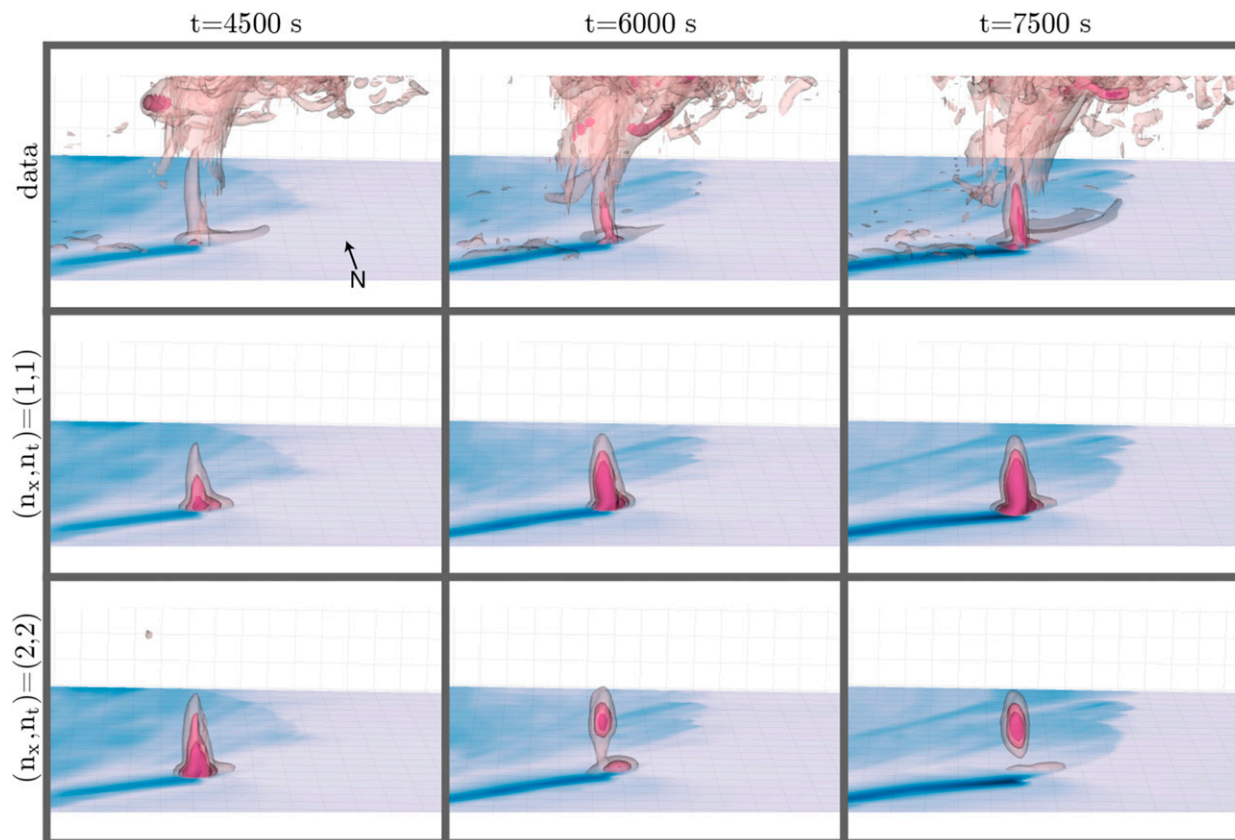 t=4500 s
t=6000 s
t=7500 s
data
N
(n_x,n_t)=(1,1)
(n_x,n_t)=(2,2)